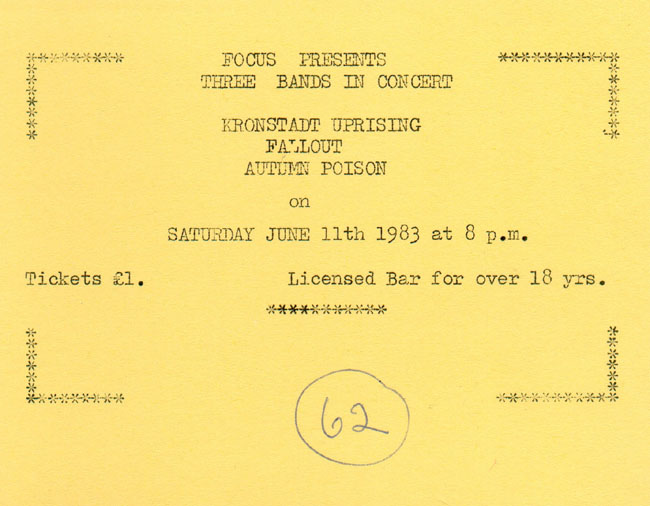 FOCUS PRESENTS
THREE BANDS IN CONCERT
KRONSTADT UPRISING
FALLOUT
AUTUMN POISON
on
SATURDAY JUNE 11th 1983 at 8 p.m.
Tickets £1. Licensed Bar for over 18 yrs.
62